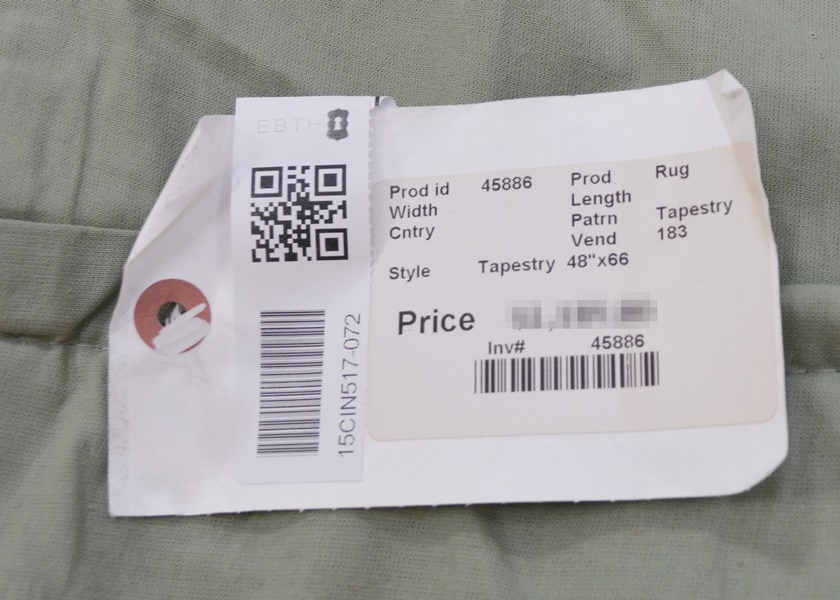 EBTH
15CIN517-072
Prod id 45886 Prod Rug
Width Length
Cntry Patrn Tapestry
Vend 183
Style Tapestry 48"x66
Price
Inv# 45886